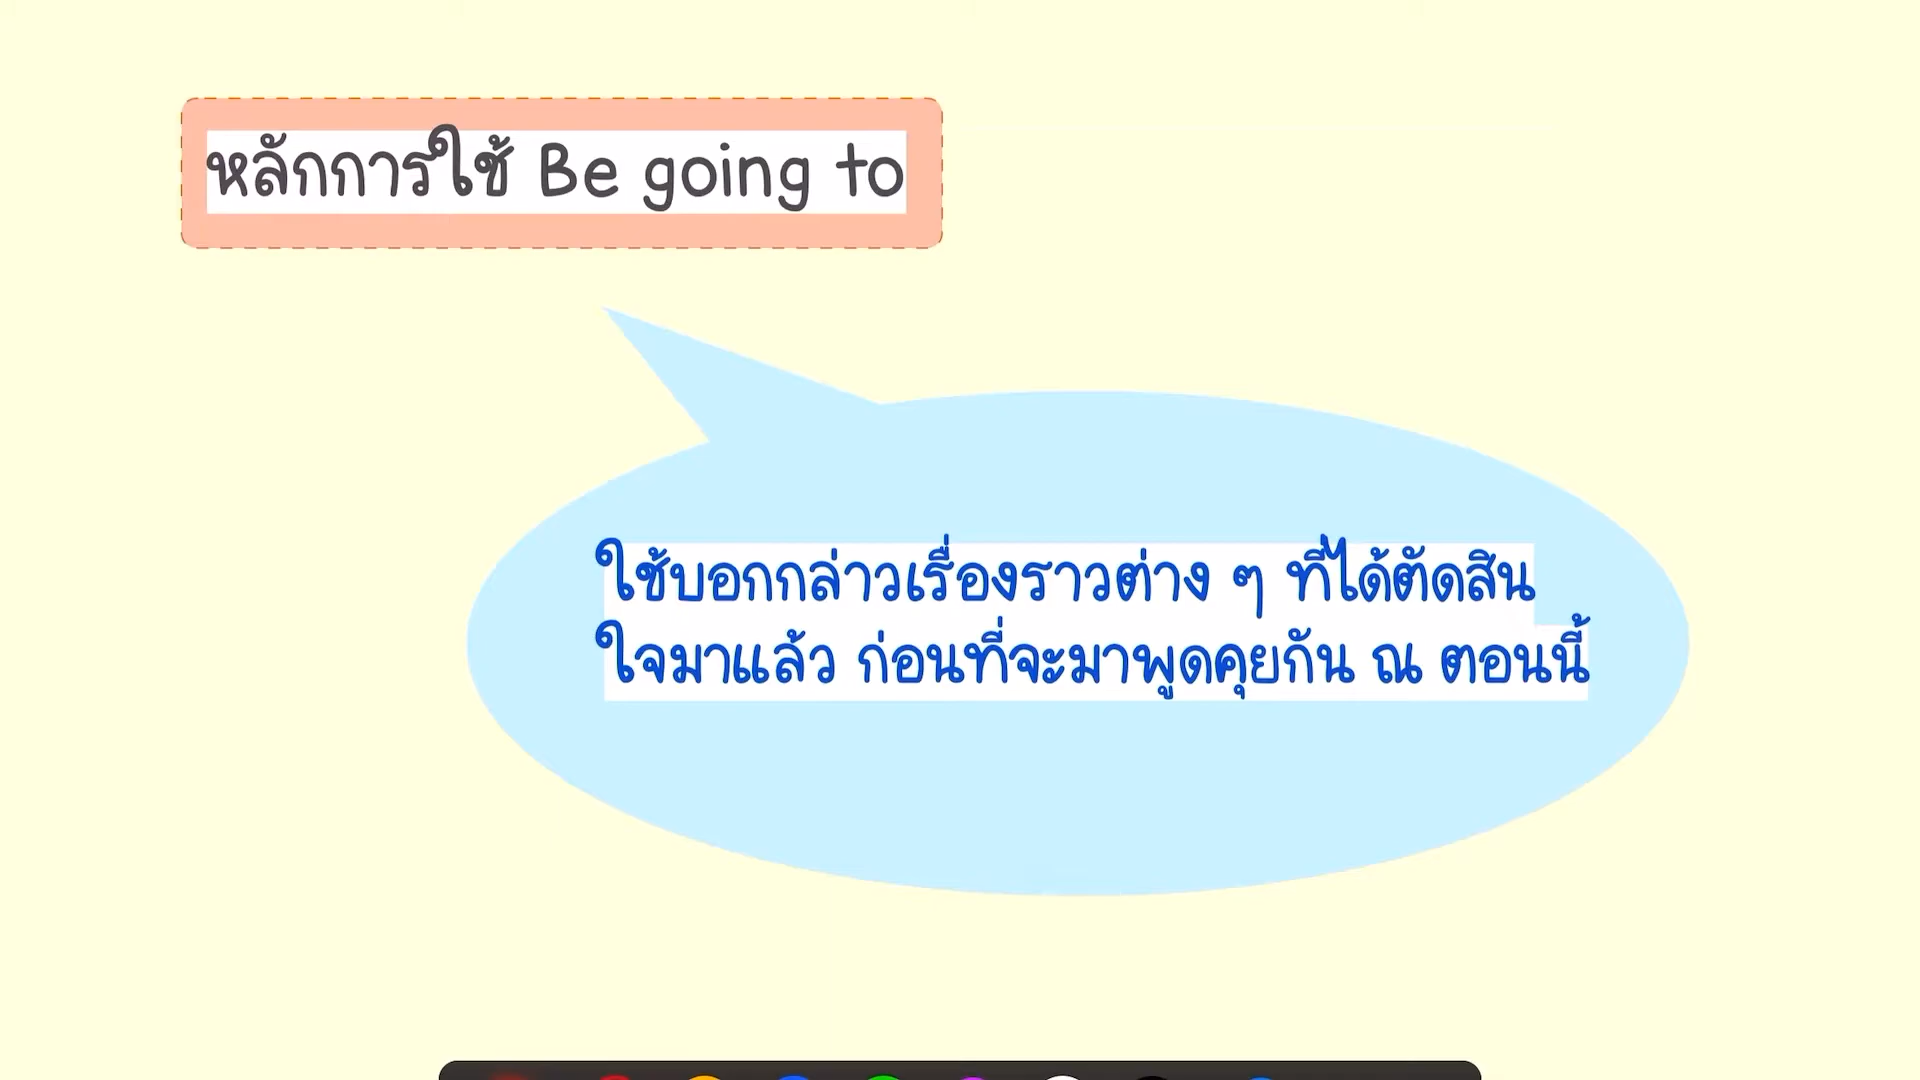 หลักการใช้ Be going to
ใช้บอกกล่าวเรื่องราวต่าง ๆ ที่ได้ตัดสิน
ใจมาแล้ว ก่อนที่จะมาพูดคุยกัน ณ ตอนนี้